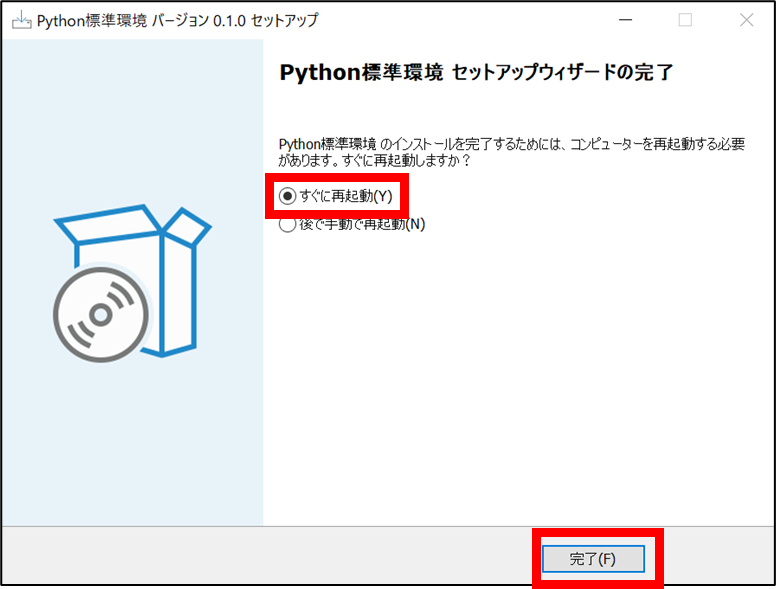 Python標準環境 バージョン 0.1.0 セットアップ
Python標準環境 セットアップウィザードの完了
Python標準環境 のインストールを完了するためには、コンピューターを再起動する必要
があります。すぐに再起動しますか？
すぐに再起動(Y)
後で手動で再起動(N)
完了(F)